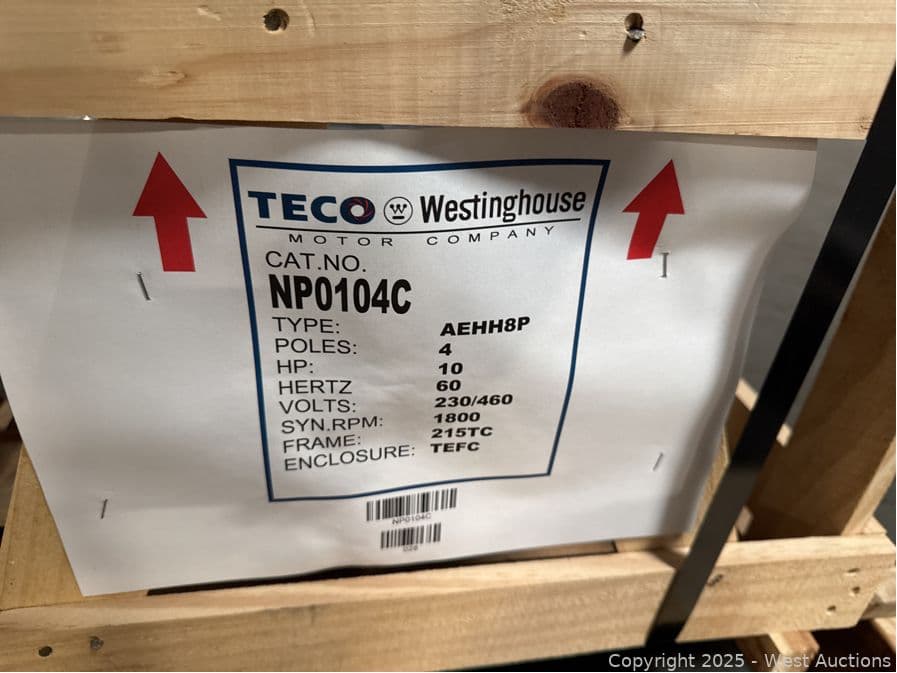 TECO Westinghouse
MOTOR COMPANY
CAT.NO.
NP0104C
TYPE: AEHH8P
POLES: 4
HP: 10
HERTZ 60
VOLTS: 230/460
SYN.RPM: 1800
FRAME: 215TC
ENCLOSURE: TEFC
NP0104C
Copyright 2025 - West Auctions